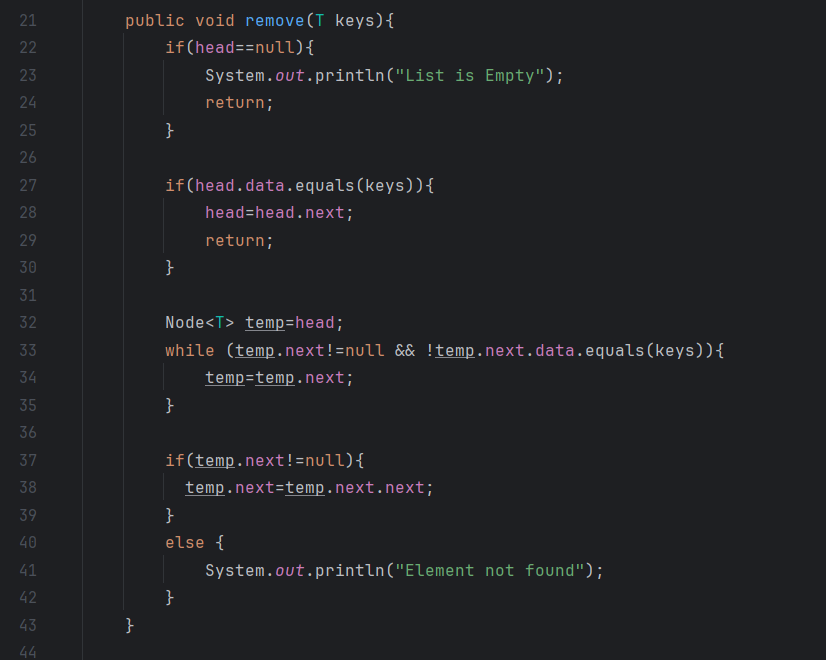 21 public void remove(T keys){
22 if(head==null){
23 System.out.println("List is Empty");
24 return;
25 }
26
27 if(head.data.equals(keys)){
28 head=head.next;
29 return;
30 }
31
32 Node<T> temp=head;
33 while (temp.next!=null && !temp.next.data.equals(keys)){
34 temp=temp.next;
35 }
36
37 if(temp.next!=null){
38 temp.next=temp.next.next;
39 }
40 else {
41 System.out.println("Element not found");
42 }
43 }
44